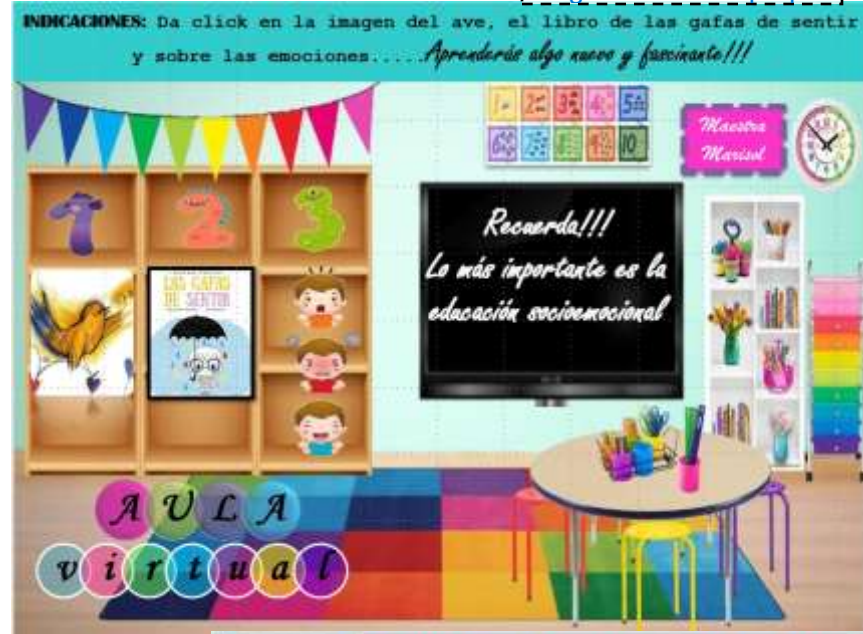 INDICACIONES: Da click en la imagen del ave, el libro de las gafas de sentir
y sobre las emociones.....Aprenderás algo nuevo y fascinante!!!
1 2 3 4 5
6 7 8 9 10
Maestra
Marisol
1 2 3
Recuerda!!!
Lo más importante es la
educación socioemocional
LAS GAFAS
DE SENTIR
AULA
virtual